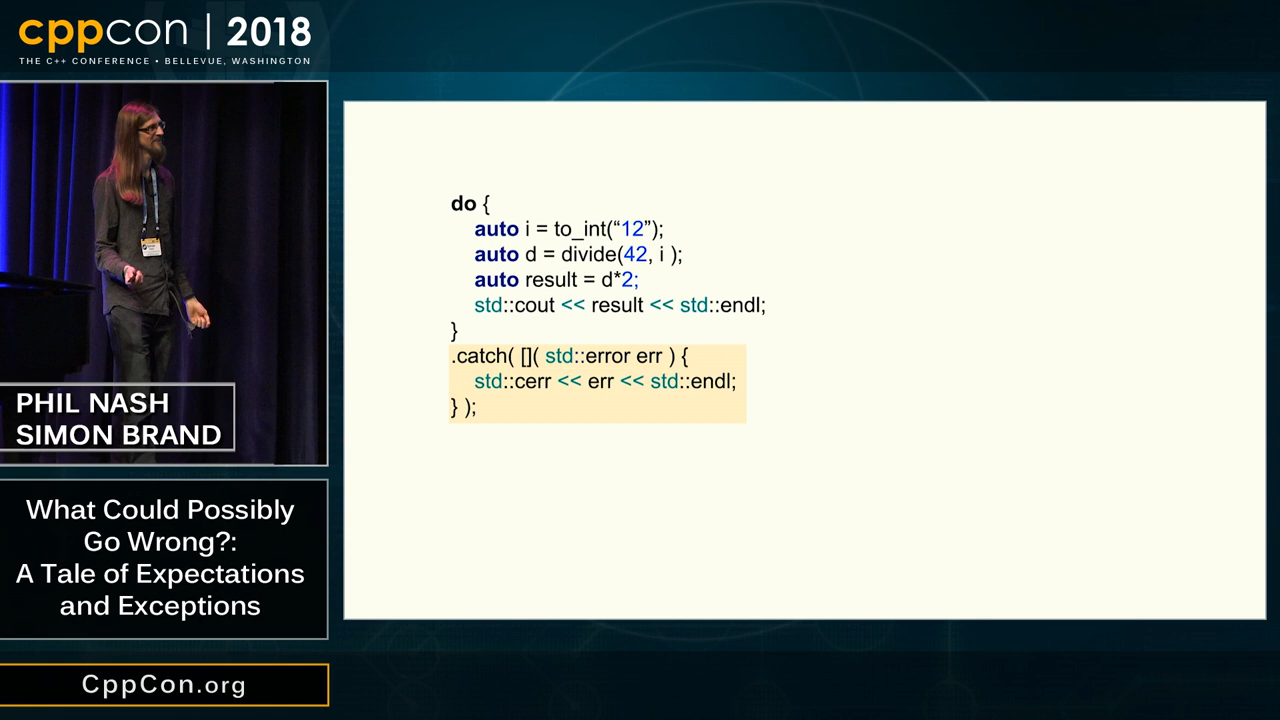 cppcon | 2018
THE C++ CONFERENCE • BELLEVUE, WASHINGTON
PHIL NASH
SIMON BRAND
What Could Possibly
Go Wrong?:
A Tale of Expectations
and Exceptions
CppCon.org
do {
auto i = to_int(“12”);
auto d = divide(42, i );
auto result = d*2;
std::cout << result << std::endl;
}
.catch( []( std::error err ) {
std::cerr << err << std::endl;
} );